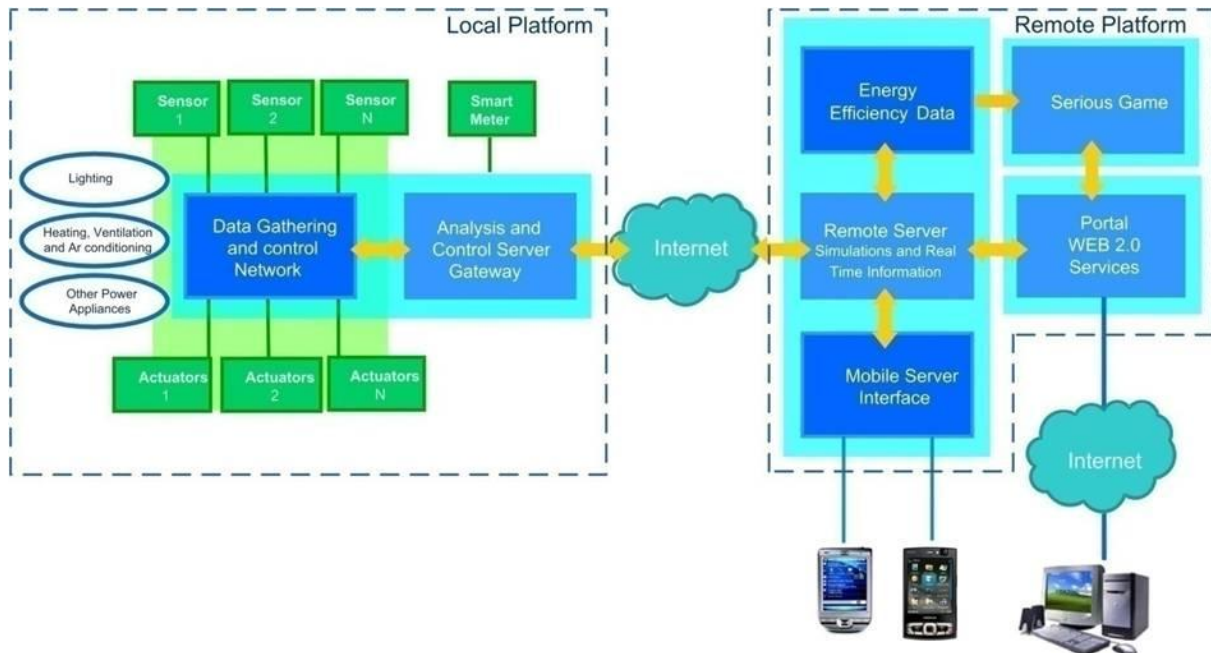 Local Platform
Sensor
1
Sensor
2
Sensor
N
Smart
Meter
Lighting
Heating, Ventilation
and Ar conditioning
Other Power
Appliances
Data Gathering
and control
Network
Analysis and
Control Server
Gateway
Actuators
1
Actuators
2
Actuators
N
Internet
Remote Platform
Energy
Efficiency Data
Serious Game
Remote Server
Simulations and Real
Time Information
Portal
WEB 2.0
Services
Mobile Server
Interface
Internet